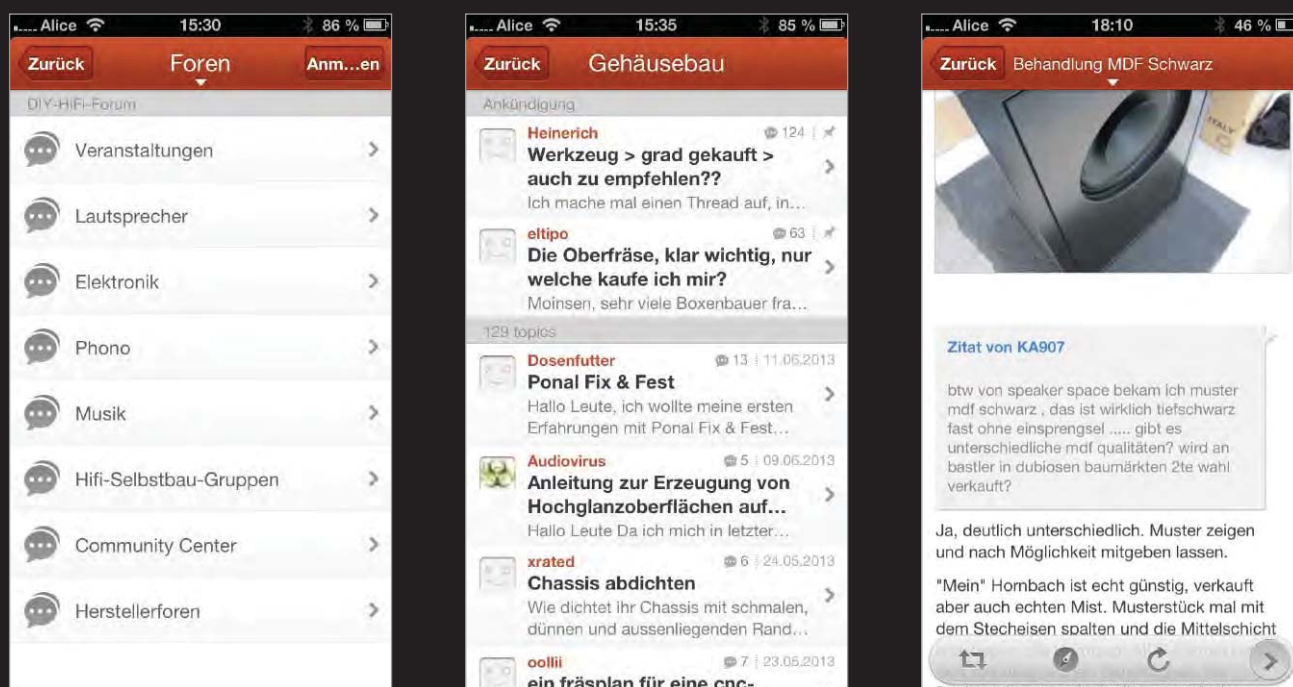 Alice 15:30 86 %
Zurück Foren Anm...en
DIY-HiFi-Forum
Veranstaltungen
Lautsprecher
Elektronik
Phono
Musik
Hifi-Selbstbau-Gruppen
Community Center
Herstellerforen
Alice 15:35 85 %
Zurück Gehäusebau
Ankündigung
Heinerich 124
Werkzeug > grad gekauft >
auch zu empfehlen??
Ich mache mal einen Thread auf, in...
eltipo 63
Die Oberfräse, klar wichtig, nur
welche kaufe ich mir?
Moinsen, sehr viele Boxenbauer fra...
129 topics
Dosenfutter 13 | 11.06.2013
Ponal Fix & Fest
Hallo Leute, ich wollte meine ersten
Erfahrungen mit Ponal Fix & Fest...
Audiovirus 5 | 09.06.2013
Anleitung zur Erzeugung von
Hochglanzoberflächen auf...
Hallo Leute Da ich mich in letzter...
xrated 6 | 24.05.2013
Chassis abdichten
Wie dichtet ihr Chassis mit schmalen,
dünnen und aussenliegenden Rand...
oollii 7 | 23.05.2013
ein fräsplan für eine cnc-
Alice 18:10 46 %
Zurück Behandlung MDF Schwarz
ITALY
Zitat von KA907
btw von speaker space bekam ich muster
mdf schwarz , das ist wirklich tiefschwarz
fast ohne einsprengsel ..... gibt es
unterschiedliche mdf qualitäten? wird an
bastler in dubiosen baumärkten 2te wahl
verkauft?
Ja, deutlich unterschiedlich. Muster zeigen
und nach Möglichkeit mitgeben lassen.
"Mein" Hornbach ist echt günstig, verkauft
aber auch echten Mist. Musterstück mal mit
dem Stecheisen spalten und die Mittelschicht